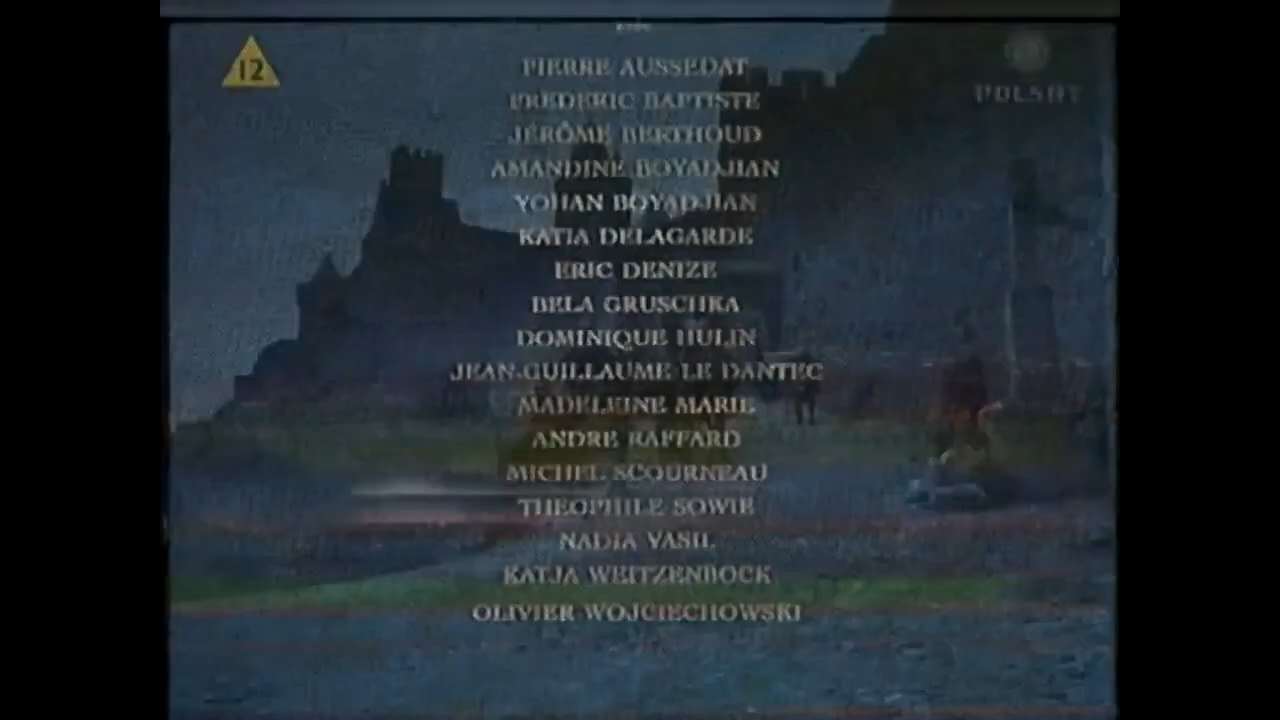 12
POLSAT
PIERRE AUSSEDAT
FREDERIC BAPTISTE
JÉRÔME BERTHOUD
AMANDINE BOYADJIAN
YOHAN BOYADJIAN
KATIA DELAGARDE
ERIC DENIZE
BELA GRUSCHKA
DOMINIQUE HULIN
JEAN-GUILLAUME LE DANTEC
MADELEINE MARIE
ANDRE RAFFARD
MICHEL SCOURNEAU
THEOPHILE SOWIE
NADIA VASIL
KATJA WEITZENBOCK
OLIVIER WOJCIECHOWSKI